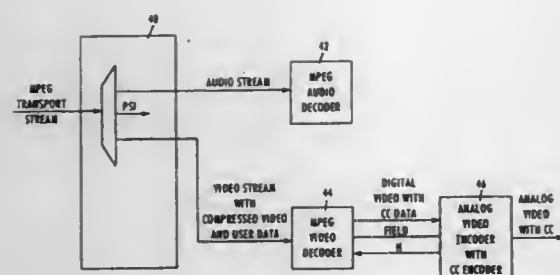 40
MPEG
TRANSPORT
STREAM
PSI
AUDIO STREAM
42
MPEG
AUDIO
DECODER
VIDEO STREAM
WITH
COMPRESSED VIDEO
AND USER DATA
44
MPEG
VIDEO
DECODER
DIGITAL
VIDEO WITH
CC DATA
FIELD
H
46
ANALOG
VIDEO
ENCODER
WITH
CC ENCODER
ANALOG
VIDEO
WITH CC